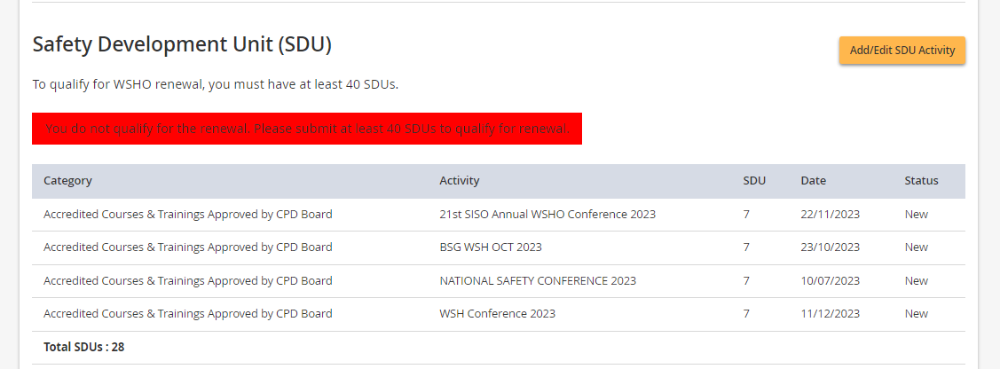 Safety Development Unit (SDU)
Add/Edit SDU Activity
To qualify for WSHO renewal, you must have at least 40 SDUs.
You do not qualify for the renewal. Please submit at least 40 SDUs to qualify for renewal.
Category Activity SDU Date Status
Accredited Courses & Trainings Approved by CPD Board 21st SISO Annual WSHO Conference 2023 7 22/11/2023 New
Accredited Courses & Trainings Approved by CPD Board BSG WSH OCT 2023 7 23/10/2023 New
Accredited Courses & Trainings Approved by CPD Board NATIONAL SAFETY CONFERENCE 2023 7 10/07/2023 New
Accredited Courses & Trainings Approved by CPD Board WSH Conference 2023 7 11/12/2023 New
Total SDUs : 28